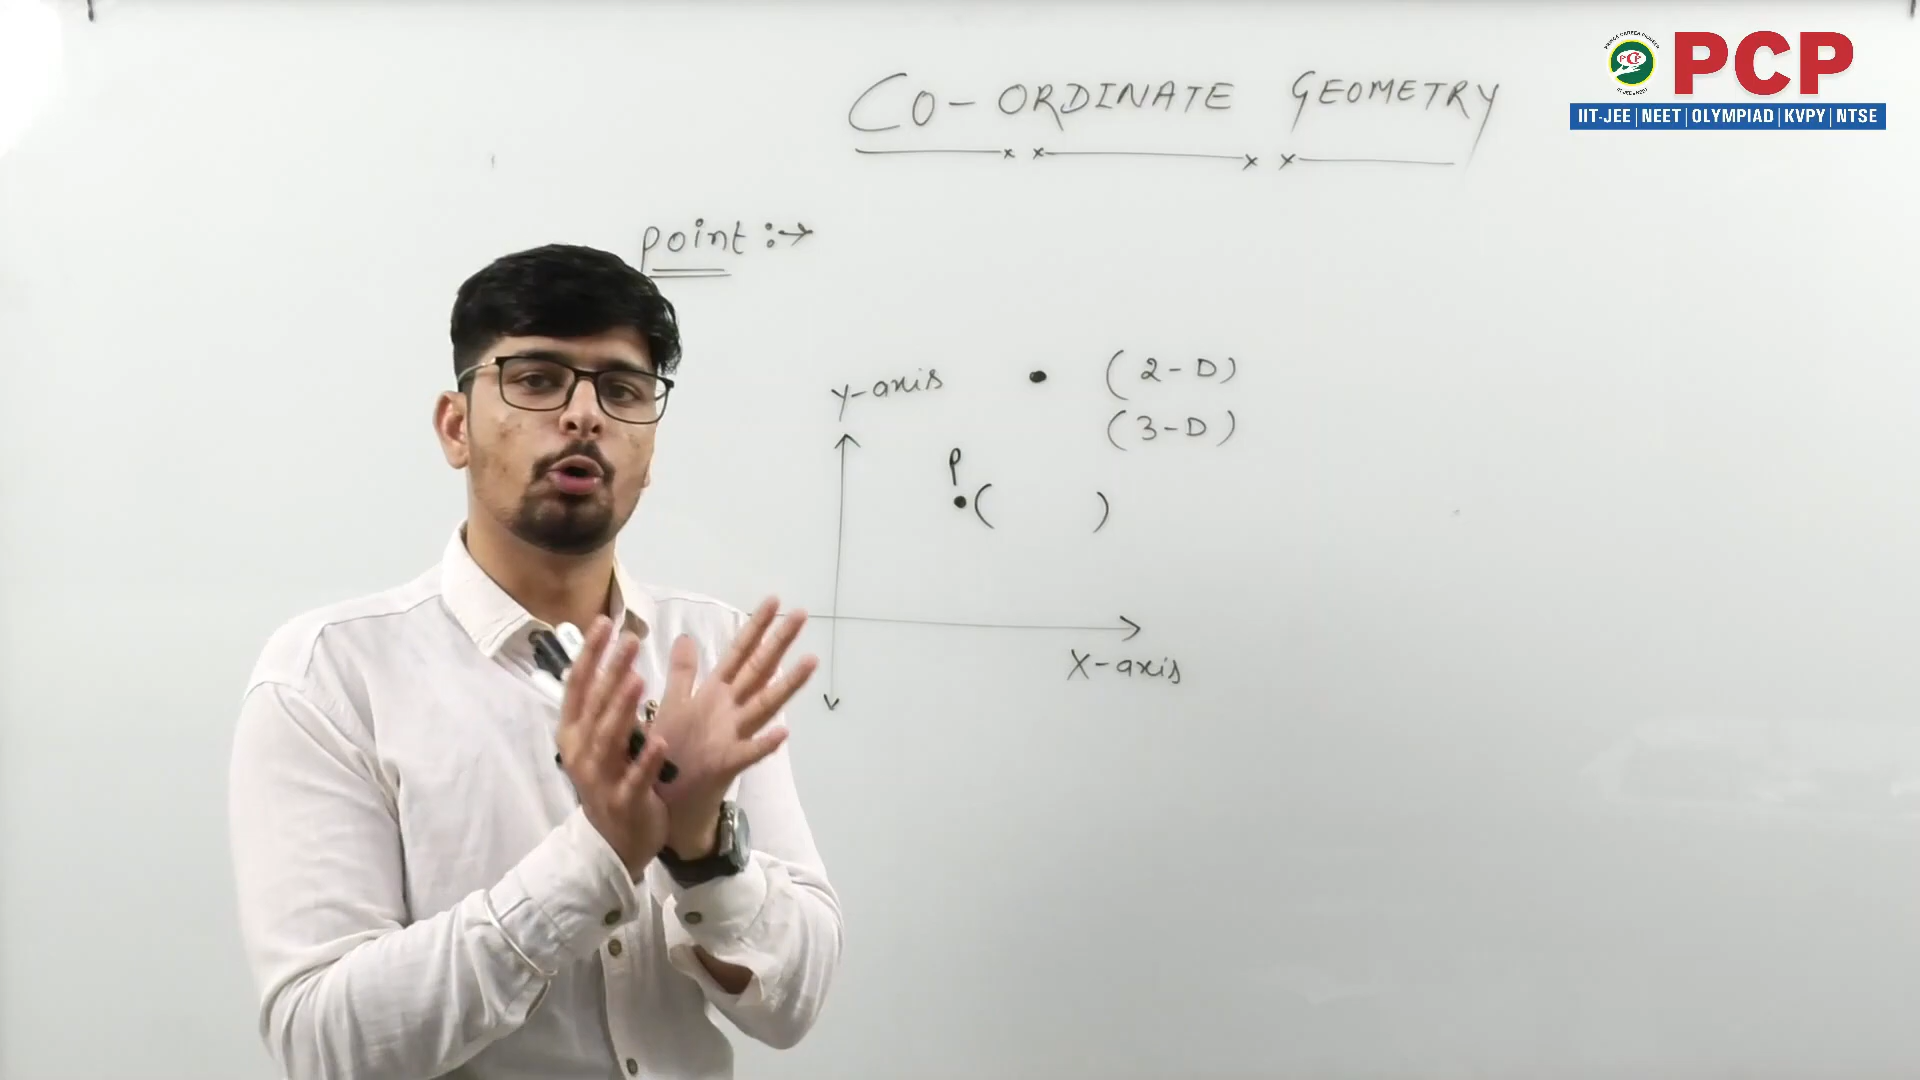 CO-ORDINATE GEOMETRY
PCP
IIT-JEE | NEET | OLYMPIAD | KVPY | NTSE
point :→
y-axis
(2-D)
(3-D)
P
( )
X-axis